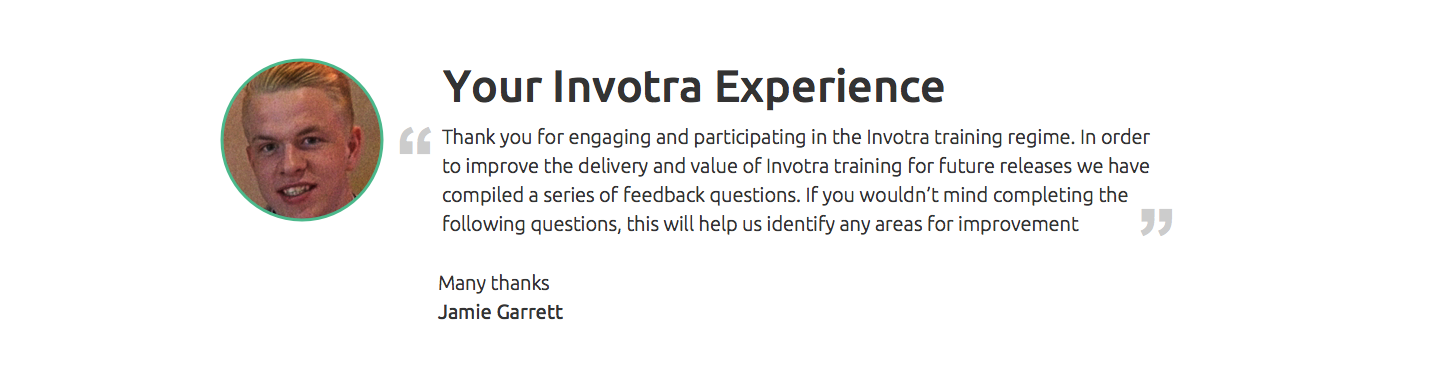 Your Invotra Experience
“
Thank you for engaging and participating in the Invotra training regime. In order
to improve the delivery and value of Invotra training for future releases we have
compiled a series of feedback questions. If you wouldn’t mind completing the
following questions, this will help us identify any areas for improvement
”
Many thanks
Jamie Garrett